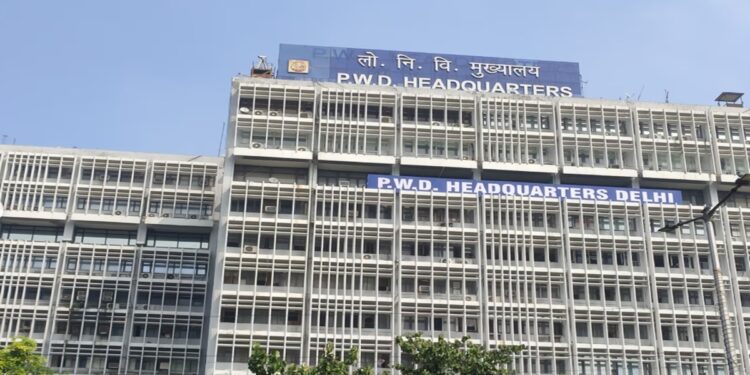 लो. नि. वि. मुख्यालय
P.W.D. HEADQUARTERS
P.W.D. HEADQUARTERS DELHI